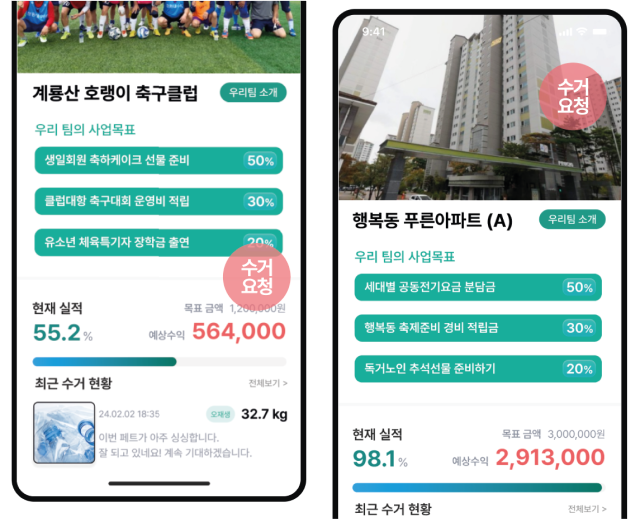 계룡산 호랭이 축구클럽
우리팀 소개
우리 팀의 사업목표
생일회원 축하케이크 선물 준비 50%
클럽대항 축구대회 운영비 적립 30%
유소년 체육특기자 장학금 출연 20%
수거
요청
현재 실적
목표 금액 1,200,000원
55.2%
예상수익 564,000
최근 수거 현황
전체보기 >
24.02.02 18:35
오재생 32.7 kg
이번 페트가 아주 싱싱합니다.
잘 되고 있네요! 계속 기대하겠습니다.
9:41
수거
요청
행복동 푸른아파트 (A)
우리팀 소개
우리 팀의 사업목표
세대별 공동전기요금 분담금 50%
행복동 축제준비 경비 적립금 30%
독거노인 추석선물 준비하기 20%
현재 실적
목표 금액 3,000,000원
98.1%
예상수익 2,913,000
최근 수거 현황
전체보기 >